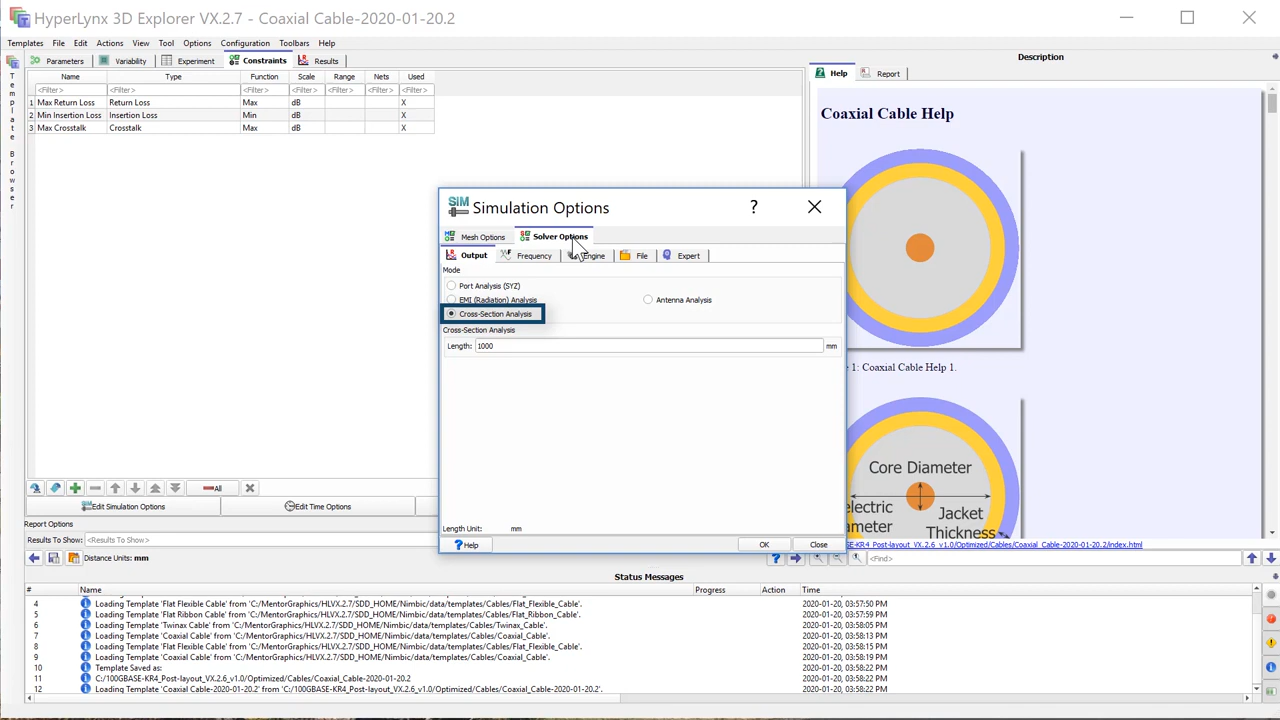 HyperLynx 3D Explorer VX.2.7 - Coaxial Cable-2020-01-20.2
Templates File Edit Actions View Tool Options Configuration Toolbars Help
Parameters Variability Experiment Constraints Results
Name Type Function Scale Range Nets Used
<Filter> <Filter> <Filter> <Filter> <Filter> <Filter> <Filter>
1 Max Return Loss Return Loss Max dB X
2 Min Insertion Loss Insertion Loss Min dB X
3 Max Crosstalk Crosstalk Max dB X
Template Browser
Description
Help Report
Coaxial Cable Help
1: Coaxial Cable Help 1.
Core Diameter
electric
ameter
Jacket
Thickness
SIM Simulation Options ?
Mesh Options Solver Options
Output Frequency Engine File Expert
Mode
Port Analysis (SYZ)
EMI (Radiation) Analysis Antenna Analysis
Cross-Section Analysis
Cross-Section Analysis
Length: 1000 mm
Length Unit: mm
Help OK Close
All
Edit Simulation Options Edit Time Options
Report Options
Results To Show: <Results To Show>
Distance Units: mm
SE-KR4_Post-layout_VX.2.6_v1.0/Optimized/Cables/Coaxial_Cable-2020-01-20.2/index.html
<Find>
Status Messages
# Name Progress Action Time
4 Loading Template 'Flat Flexible Cable' from 'C:/MentorGraphics/HLVX.2.7/SDD_HOME/Nimbic/data/templates/Cables/Flat_Flexible_Cable'. 2020-01-20, 03:57:50 PM
5 Loading Template 'Flat Ribbon Cable' from 'C:/MentorGraphics/HLVX.2.7/SDD_HOME/Nimbic/data/templates/Cables/Flat_Ribbon_Cable'. 2020-01-20, 03:57:59 PM
6 Loading Template 'Twinax Cable' from 'C:/MentorGraphics/HLVX.2.7/SDD_HOME/Nimbic/data/templates/Cables/Twinax_Cable'. 2020-01-20, 03:58:05 PM
7 Loading Template 'Coaxial Cable' from 'C:/MentorGraphics/HLVX.2.7/SDD_HOME/Nimbic/data/templates/Cables/Coaxial_Cable'. 2020-01-20, 03:58:13 PM
8 Loading Template 'Flat Flexible Cable' from 'C:/MentorGraphics/HLVX.2.7/SDD_HOME/Nimbic/data/templates/Cables/Flat_Flexible_Cable'. 2020-01-20, 03:58:15 PM
9 Loading Template 'Coaxial Cable' from 'C:/MentorGraphics/HLVX.2.7/SDD_HOME/Nimbic/data/templates/Cables/Coaxial_Cable'. 2020-01-20, 03:58:19 PM
10 Template Saved as: 2020-01-20, 03:58:22 PM
11 C:/100GBASE-KR4_Post-layout_VX.2.6_v1.0/Optimized/Cables/Coaxial_Cable-2020-01-20.2 2020-01-20, 03:58:22 PM
12 Loading Template 'Coaxial Cable-2020-01-20.2' from 'C:/100GBASE-KR4_Post-layout_VX.2.6_v1.0/Optimized/Cables/Coaxial_Cable-2020-01-20.2'. 2020-01-20, 03:58:22 PM